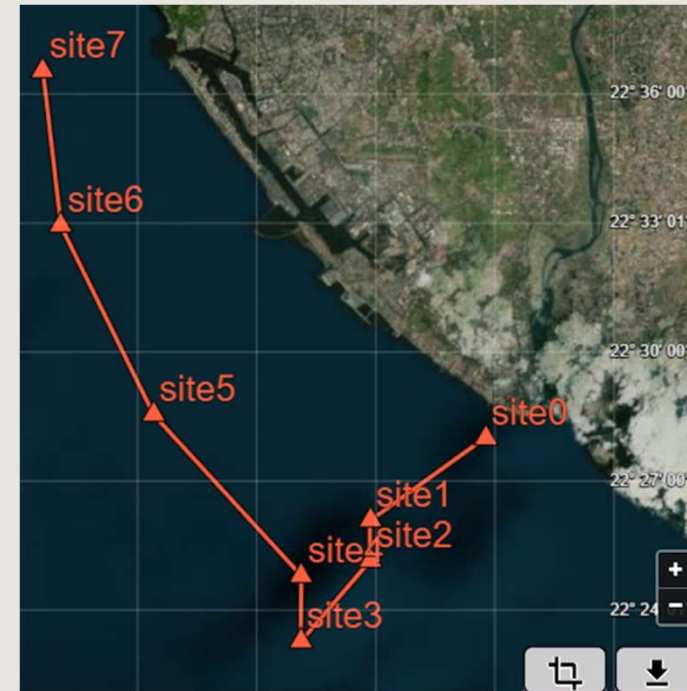 site7
22° 36' 00"
site6
22° 33' 01"
22° 30' 00"
site5
site0
22° 27' 00"
site1
site2
site4
22° 24'
site3
+
−